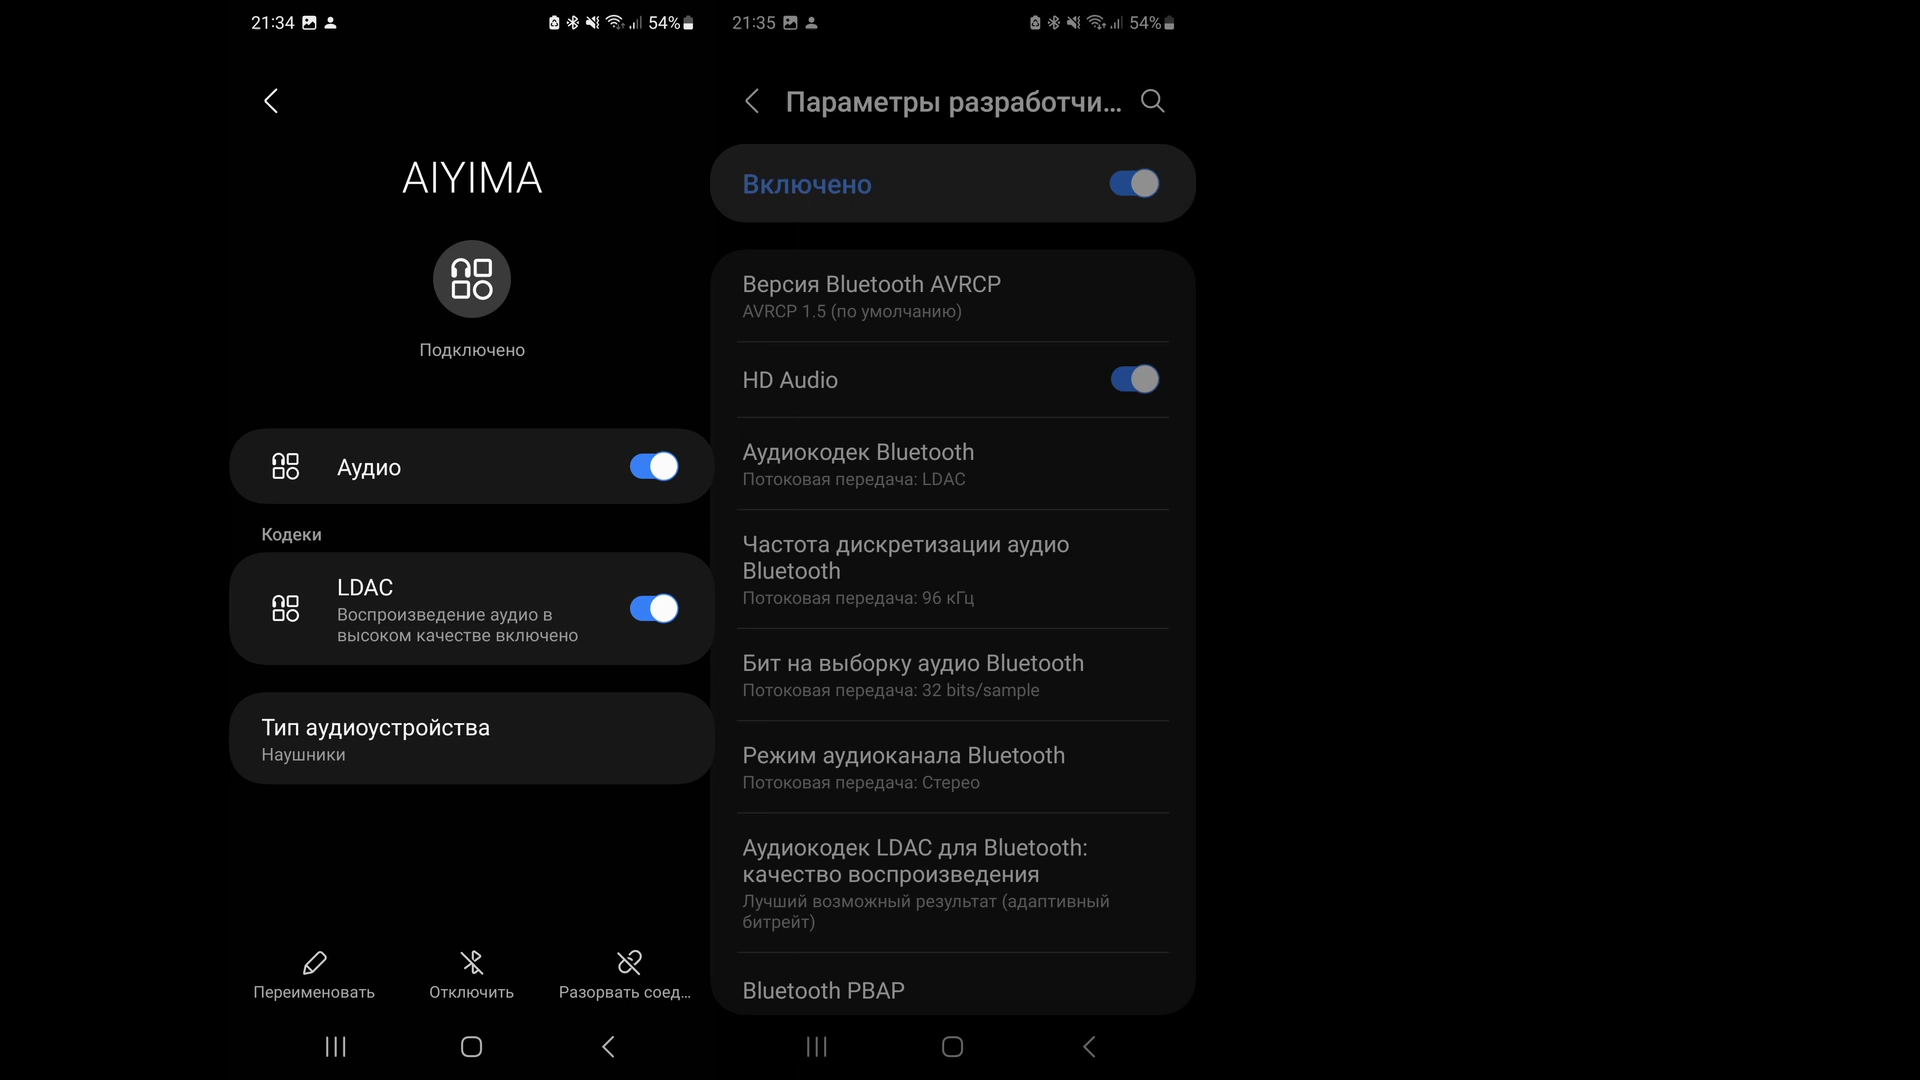 21:34
54%
AIYIMA
Подключено
Аудио
Кодеки
LDAC
Воспроизведение аудио в
высоком качестве включено
Тип аудиоустройства
Наушники
Переименовать
Отключить
Разорвать соед...
21:35
54%
Параметры разработчи...
Включено
Версия Bluetooth AVRCP
AVRCP 1.5 (по умолчанию)
HD Audio
Аудиокодек Bluetooth
Потоковая передача: LDAC
Частота дискретизации аудио
Bluetooth
Потоковая передача: 96 кГц
Бит на выборку аудио Bluetooth
Потоковая передача: 32 bits/sample
Режим аудиоканала Bluetooth
Потоковая передача: Стерео
Аудиокодек LDAC для Bluetooth:
качество воспроизведения
Лучший возможный результат (адаптивный
битрейт)
Bluetooth PBAP